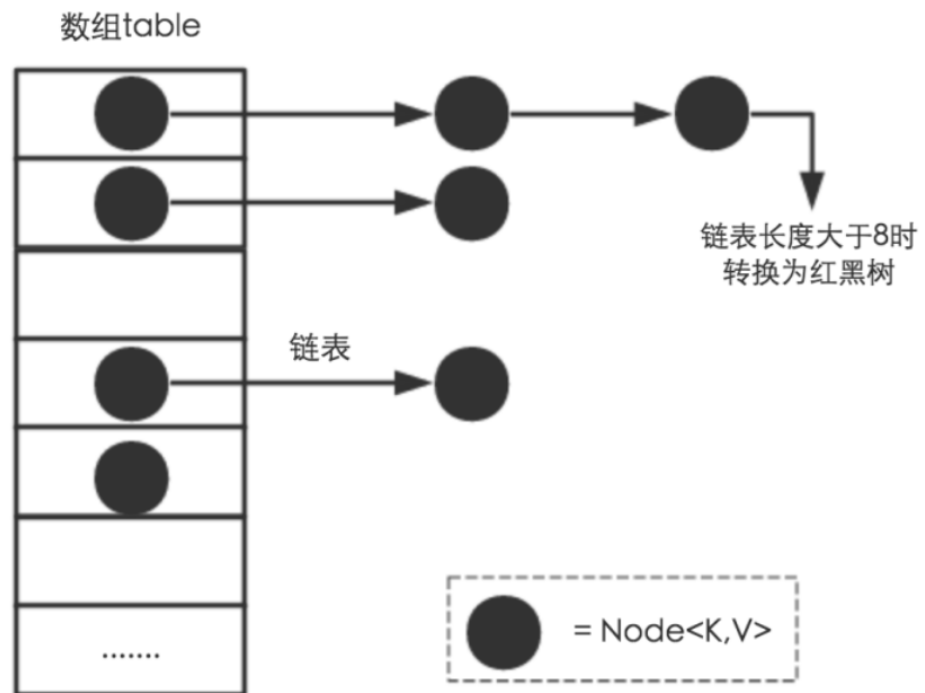 数组table
链表长度大于8时
转换为红黑树
链表
= Node<K,V>
.......